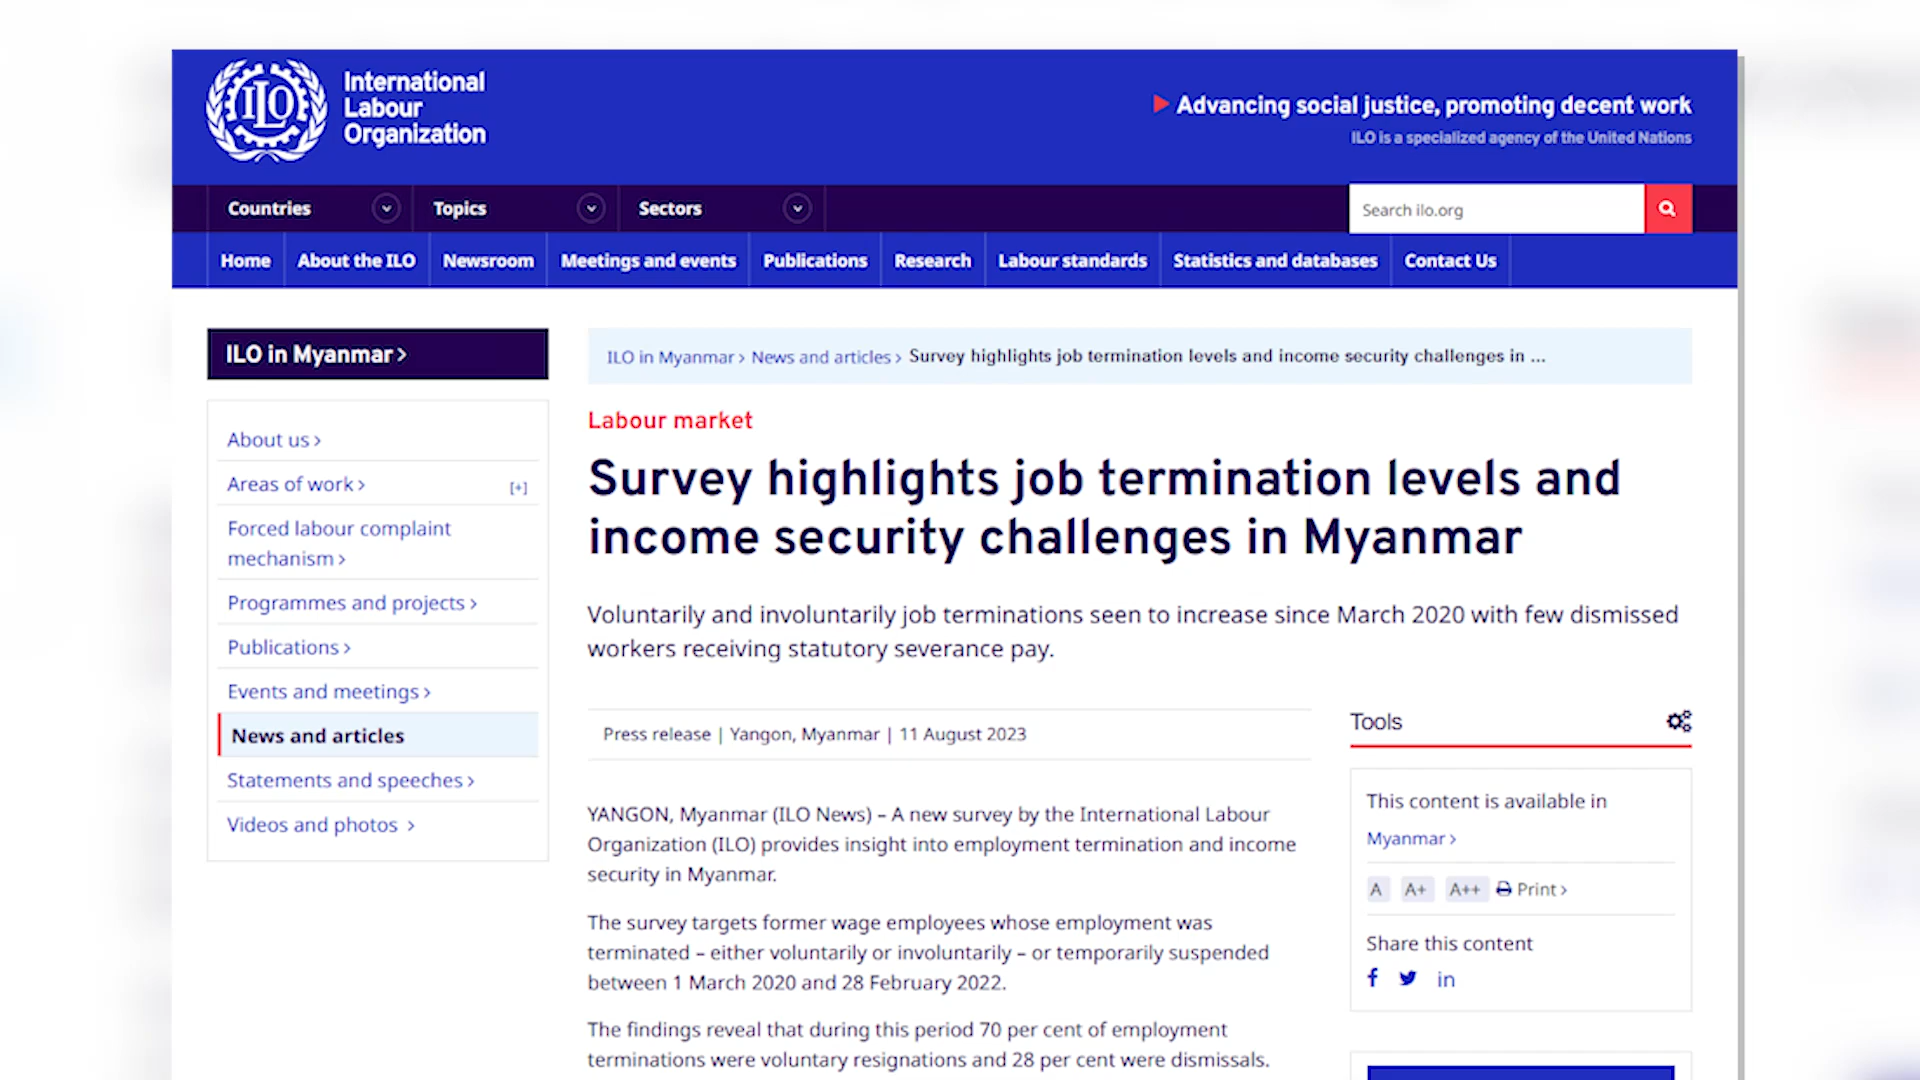 ILO
International
Labour
Organization
Advancing social justice, promoting decent work
ILO is a specialized agency of the United Nations
Countries
Topics
Sectors
Search ilo.org
Home
About the ILO
Newsroom
Meetings and events
Publications
Research
Labour standards
Statistics and databases
Contact Us
ILO in Myanmar >
About us >
Areas of work > [+]
Forced labour complaint
mechanism >
Programmes and projects >
Publications >
Events and meetings >
News and articles
Statements and speeches >
Videos and photos >
ILO in Myanmar > News and articles > Survey highlights job termination levels and income security challenges in ...
Labour market
Survey highlights job termination levels and
income security challenges in Myanmar
Voluntarily and involuntarily job terminations seen to increase since March 2020 with few dismissed
workers receiving statutory severance pay.
Press release | Yangon, Myanmar | 11 August 2023
YANGON, Myanmar (ILO News) – A new survey by the International Labour
Organization (ILO) provides insight into employment termination and income
security in Myanmar.
The survey targets former wage employees whose employment was
terminated – either voluntarily or involuntarily – or temporarily suspended
between 1 March 2020 and 28 February 2022.
The findings reveal that during this period 70 per cent of employment
terminations were voluntary resignations and 28 per cent were dismissals.
Tools
This content is available in
Myanmar >
A A+ A++ Print >
Share this content